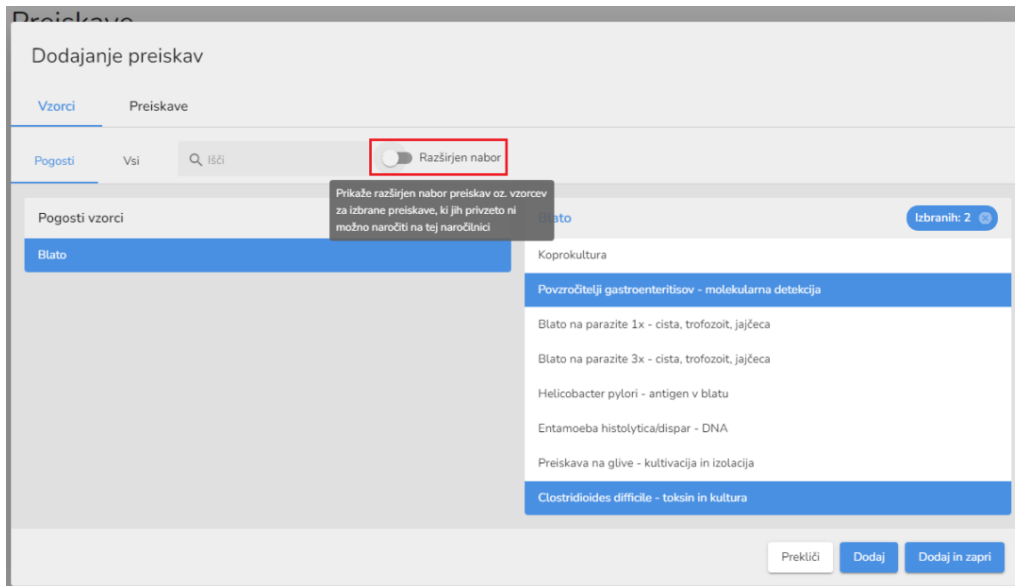 Preiskave
Dodajanje preiskav
Vzorci Preiskave
Pogosti Vsi Išči Razširjen nabor
Prikaže razširjen nabor preiskav oz. vzorcev
za izbrane preiskave, ki jih privzeto ni
možno naročiti na tej naročilnici
Pogosti vzorci
Blato
Blato Izbranih: 2
Koprokultura
Povzročitelji gastroenteritisov - molekularna detekcija
Blato na parazite 1x - cista, trofozoit, jajčeca
Blato na parazite 3x - cista, trofozoit, jajčeca
Helicobacter pylori - antigen v blatu
Entamoeba histolytica/dispar - DNA
Preiskava na glive - kultivacija in izolacija
Clostridioides difficile - toksin in kultura
Prekliči Dodaj Dodaj in zapri